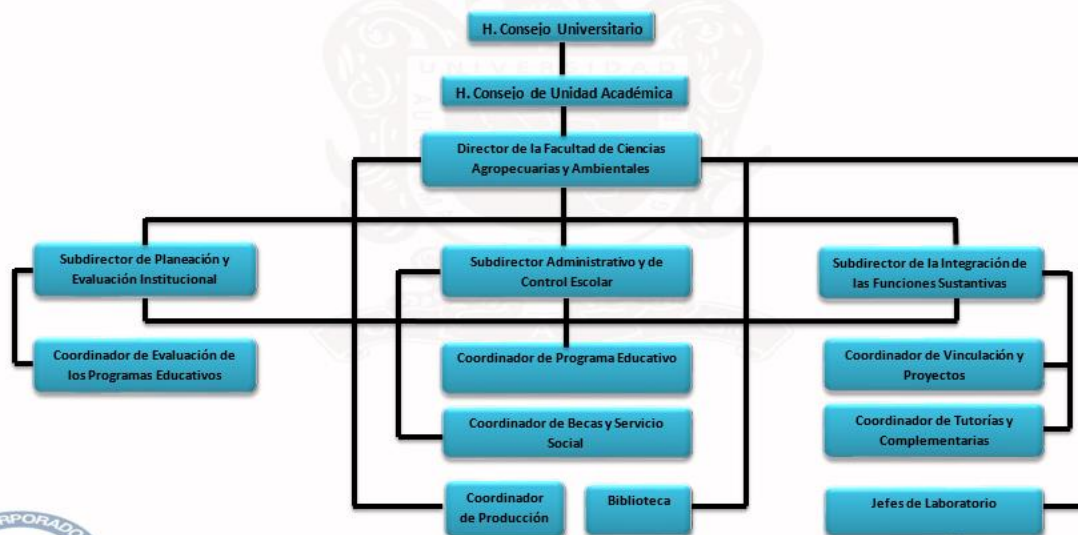 H. Consejo Universitario
H. Consejo de Unidad Académica
Director de la Facultad de Ciencias
Agropecuarias y Ambientales
Subdirector de Planeación y
Evaluación Institucional
Subdirector Administrativo y de
Control Escolar
Subdirector de la Integración de
las Funciones Sustantivas
Coordinador de Evaluación de
los Programas Educativos
Coordinador de Programa Educativo
Coordinador de Vinculación y
Proyectos
Coordinador de Becas y Servicio
Social
Coordinador de Tutorías y
Complementarias
Coordinador
de Producción
Biblioteca
Jefes de Laboratorio
UNIVERSIDAD